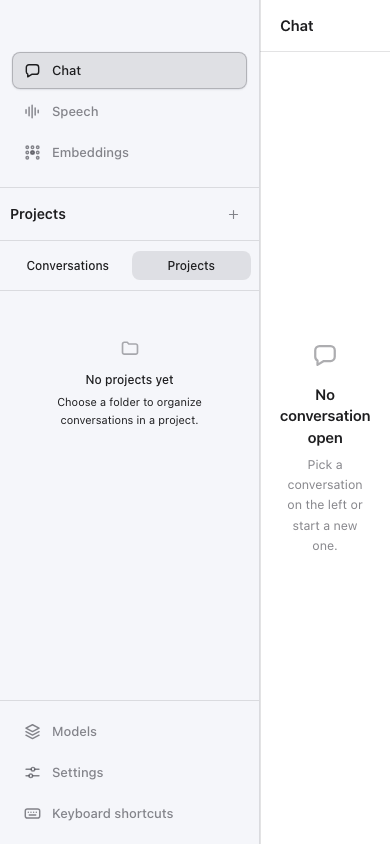 Chat
Speech
Embeddings
Projects
Conversations
Projects
No projects yet
Choose a folder to organize
conversations in a project.
Models
Settings
Keyboard shortcuts
Chat
No
conversation
open
Pick a
conversation
on the left or
start a new
one.